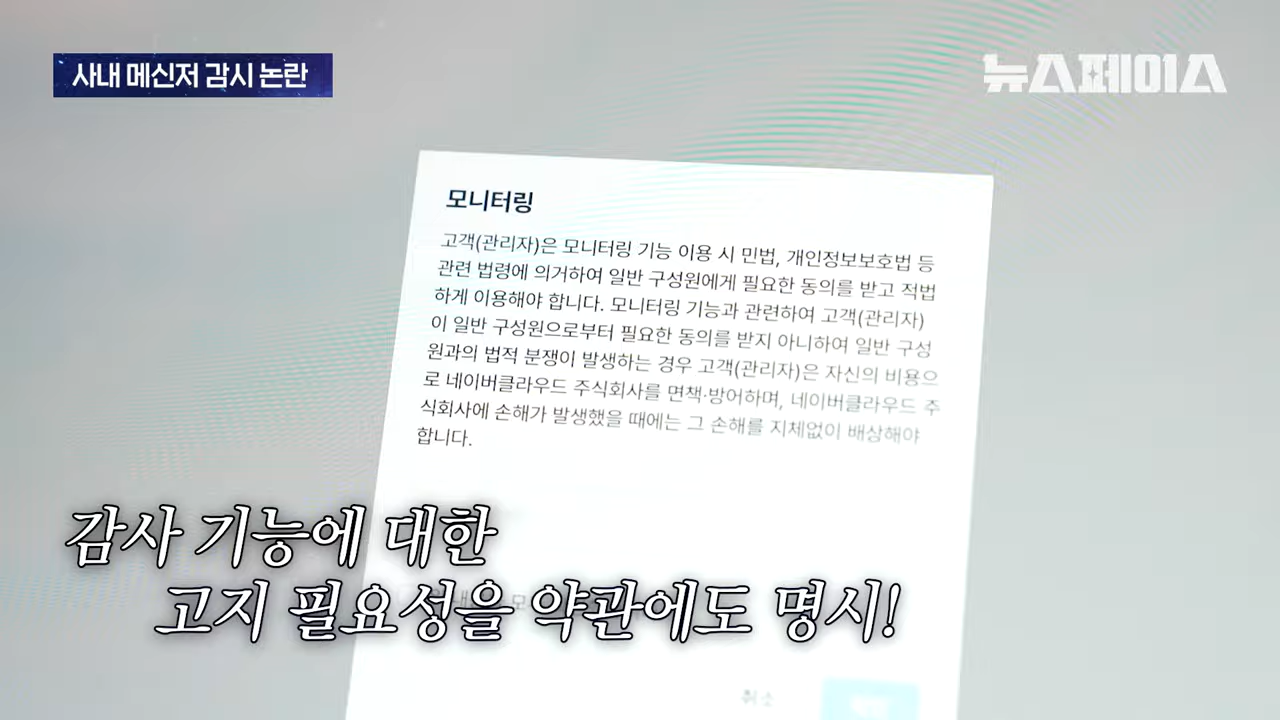 사내 메신저 감시 논란
뉴스페이스
모니터링
고객(관리자)은 모니터링 기능 이용 시 민법, 개인정보보호법 등
관련 법령에 의거하여 일반 구성원에게 필요한 동의를 받고 적법
하게 이용해야 합니다. 모니터링 기능과 관련하여 고객(관리자)
이 일반 구성원으로부터 필요한 동의를 받지 아니하여 일반 구성
원과의 법적 분쟁이 발생하는 경우 고객(관리자)은 자신의 비용으
로 네이버클라우드 주식회사를 면책·방어하며, 네이버클라우드 주
식회사에 손해가 발생했을 때에는 그 손해를 지체없이 배상해야
합니다.
감사 기능에 대한
고지 필요성을 약관에도 명시!
취소